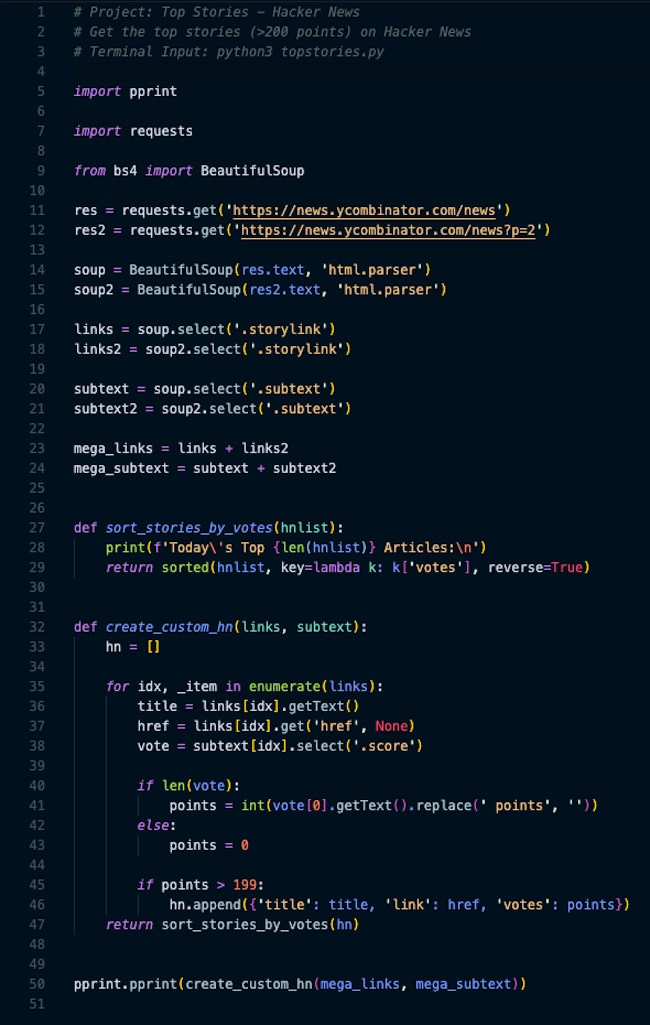 1 # Project: Top Stories - Hacker News
2 # Get the top stories (>200 points) on Hacker News
3 # Terminal Input: python3 topstories.py
4
5 import pprint
6
7 import requests
8
9 from bs4 import BeautifulSoup
10
11 res = requests.get('https://news.ycombinator.com/news')
12 res2 = requests.get('https://news.ycombinator.com/news?p=2')
13
14 soup = BeautifulSoup(res.text, 'html.parser')
15 soup2 = BeautifulSoup(res2.text, 'html.parser')
16
17 links = soup.select('.storylink')
18 links2 = soup2.select('.storylink')
19
20 subtext = soup.select('.subtext')
21 subtext2 = soup2.select('.subtext')
22
23 mega_links = links + links2
24 mega_subtext = subtext + subtext2
25
26
27 def sort_stories_by_votes(hnlist):
28     print(f'Today\'s Top {len(hnlist)} Articles:\n')
29     return sorted(hnlist, key=lambda k: k['votes'], reverse=True)
30
31
32 def create_custom_hn(links, subtext):
33     hn = []
34
35     for idx, _item in enumerate(links):
36         title = links[idx].getText()
37         href = links[idx].get('href', None)
38         vote = subtext[idx].select('.score')
39
40         if len(vote):
41             points = int(vote[0].getText().replace(' points', ''))
42         else:
43             points = 0
44
45         if points > 199:
46             hn.append({'title': title, 'link': href, 'votes': points})
47     return sort_stories_by_votes(hn)
48
49
50 pprint.pprint(create_custom_hn(mega_links, mega_subtext))
51